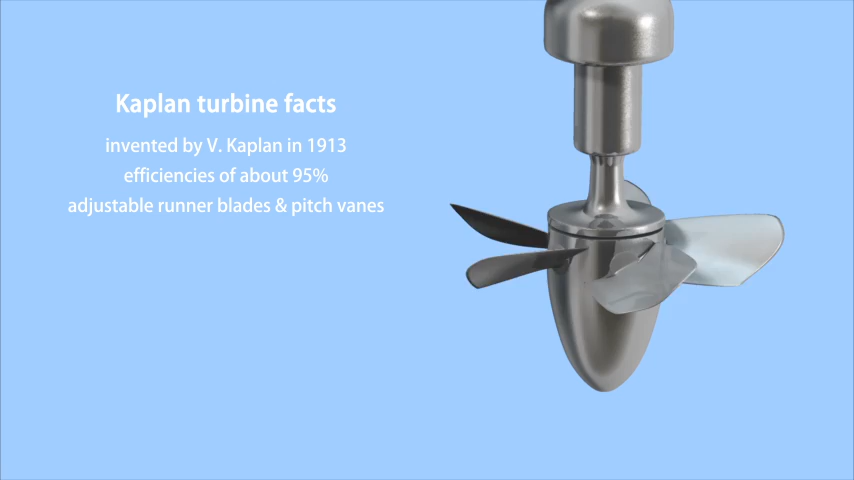 Kaplan turbine facts
invented by V. Kaplan in 1913
efficiencies of about 95%
adjustable runner blades & pitch vanes